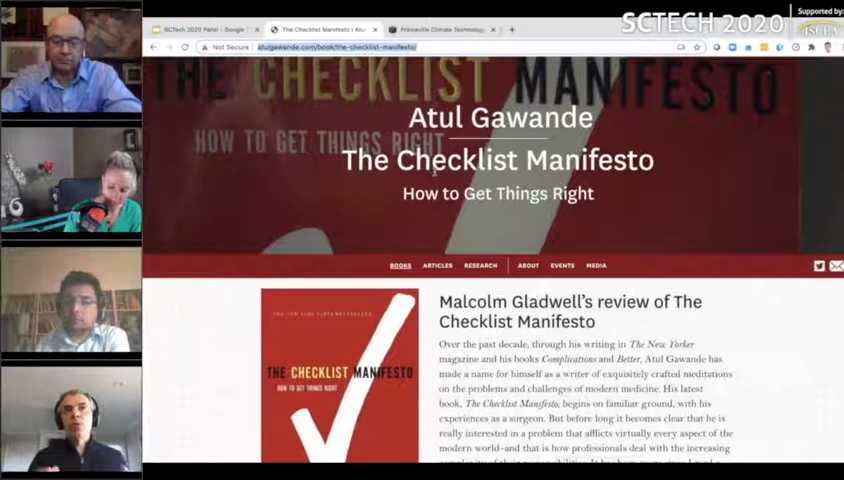 SCTECH 2020
Supported by:
ISCEA
SCTech 2020 Panel - Google S
The Checklist Manifesto | Atul
Princeville Climate Technology
Not Secure
atulgawande.com/book/the-checklist-manifesto/
THE CHECKLIST MANIFESTO
HOW TO GET THINGS RIGHT
Atul Gawande
The Checklist Manifesto
How to Get Things Right
BOOKS ARTICLES RESEARCH ABOUT EVENTS MEDIA
THE CHECKLIST MANIFESTO
HOW TO GET THINGS RIGHT
Malcolm Gladwell's review of The
Checklist Manifesto
Over the past decade, through his writing in The New Yorker
magazine and his books Complications and Better, Atul Gawande has
made a name for himself as a writer of exquisitely crafted meditations
on the problems and challenges of modern medicine. His latest
book, The Checklist Manifesto, begins on familiar ground, with his
experiences as a surgeon. But before long it becomes clear that he is
really interested in a problem that afflicts virtually every aspect of the
modern world–and that is how professionals deal with the increasing